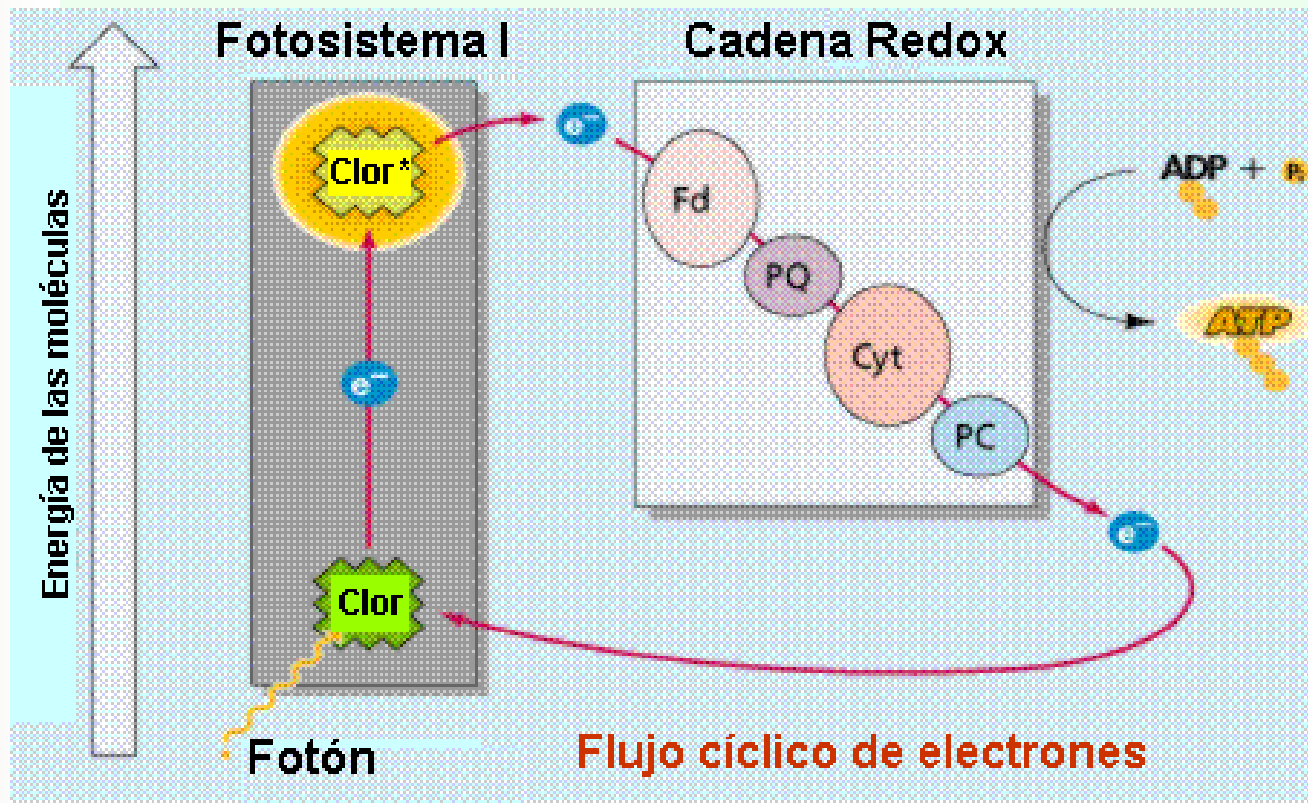 Fotosistema I
Cadena Redox
Energía de las moléculas
Clor*
e⁻
Fd
PQ
Cyt
PC
ADP + Pᵢ
ATP
e⁻
e⁻
Clor
Fotón
Flujo cíclico de electrones